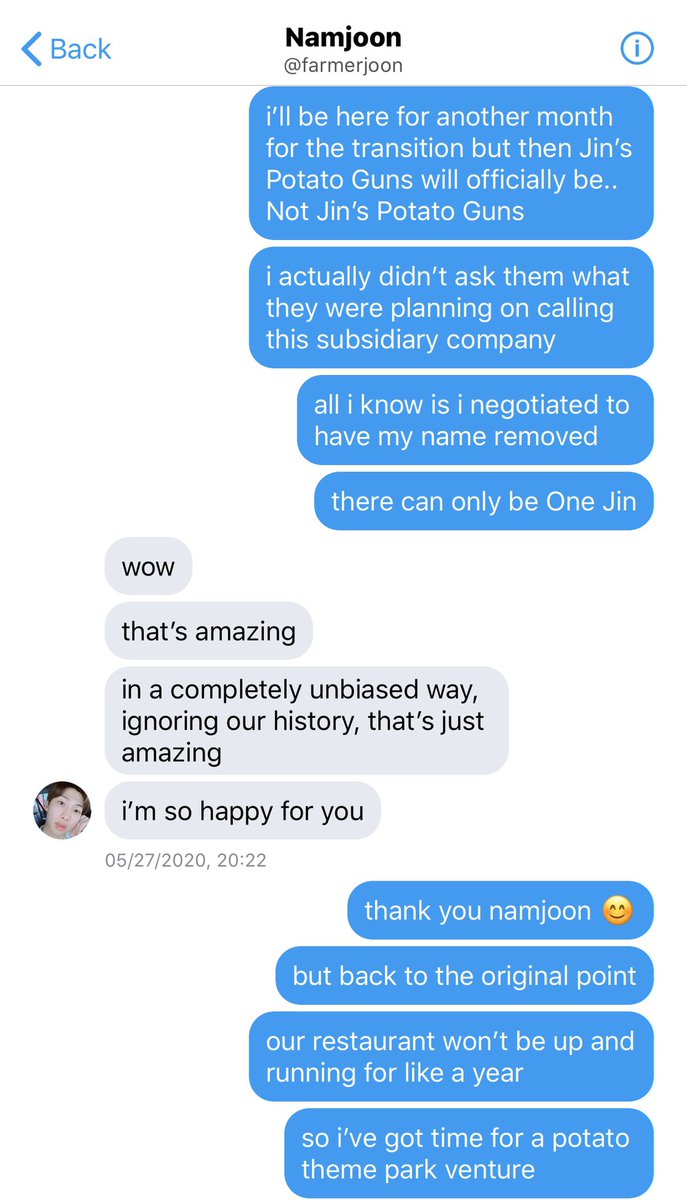 Back
Namjoon
@farmerjoon
i’ll be here for another month
for the transition but then Jin’s
Potato Guns will officially be..
Not Jin’s Potato Guns
i actually didn’t ask them what
they were planning on calling
this subsidiary company
all i know is i negotiated to
have my name removed
there can only be One Jin
wow
that’s amazing
in a completely unbiased way,
ignoring our history, that’s just
amazing
i’m so happy for you
05/27/2020, 20:22
thank you namjoon 😊
but back to the original point
our restaurant won’t be up and
running for like a year
so i’ve got time for a potato
theme park venture